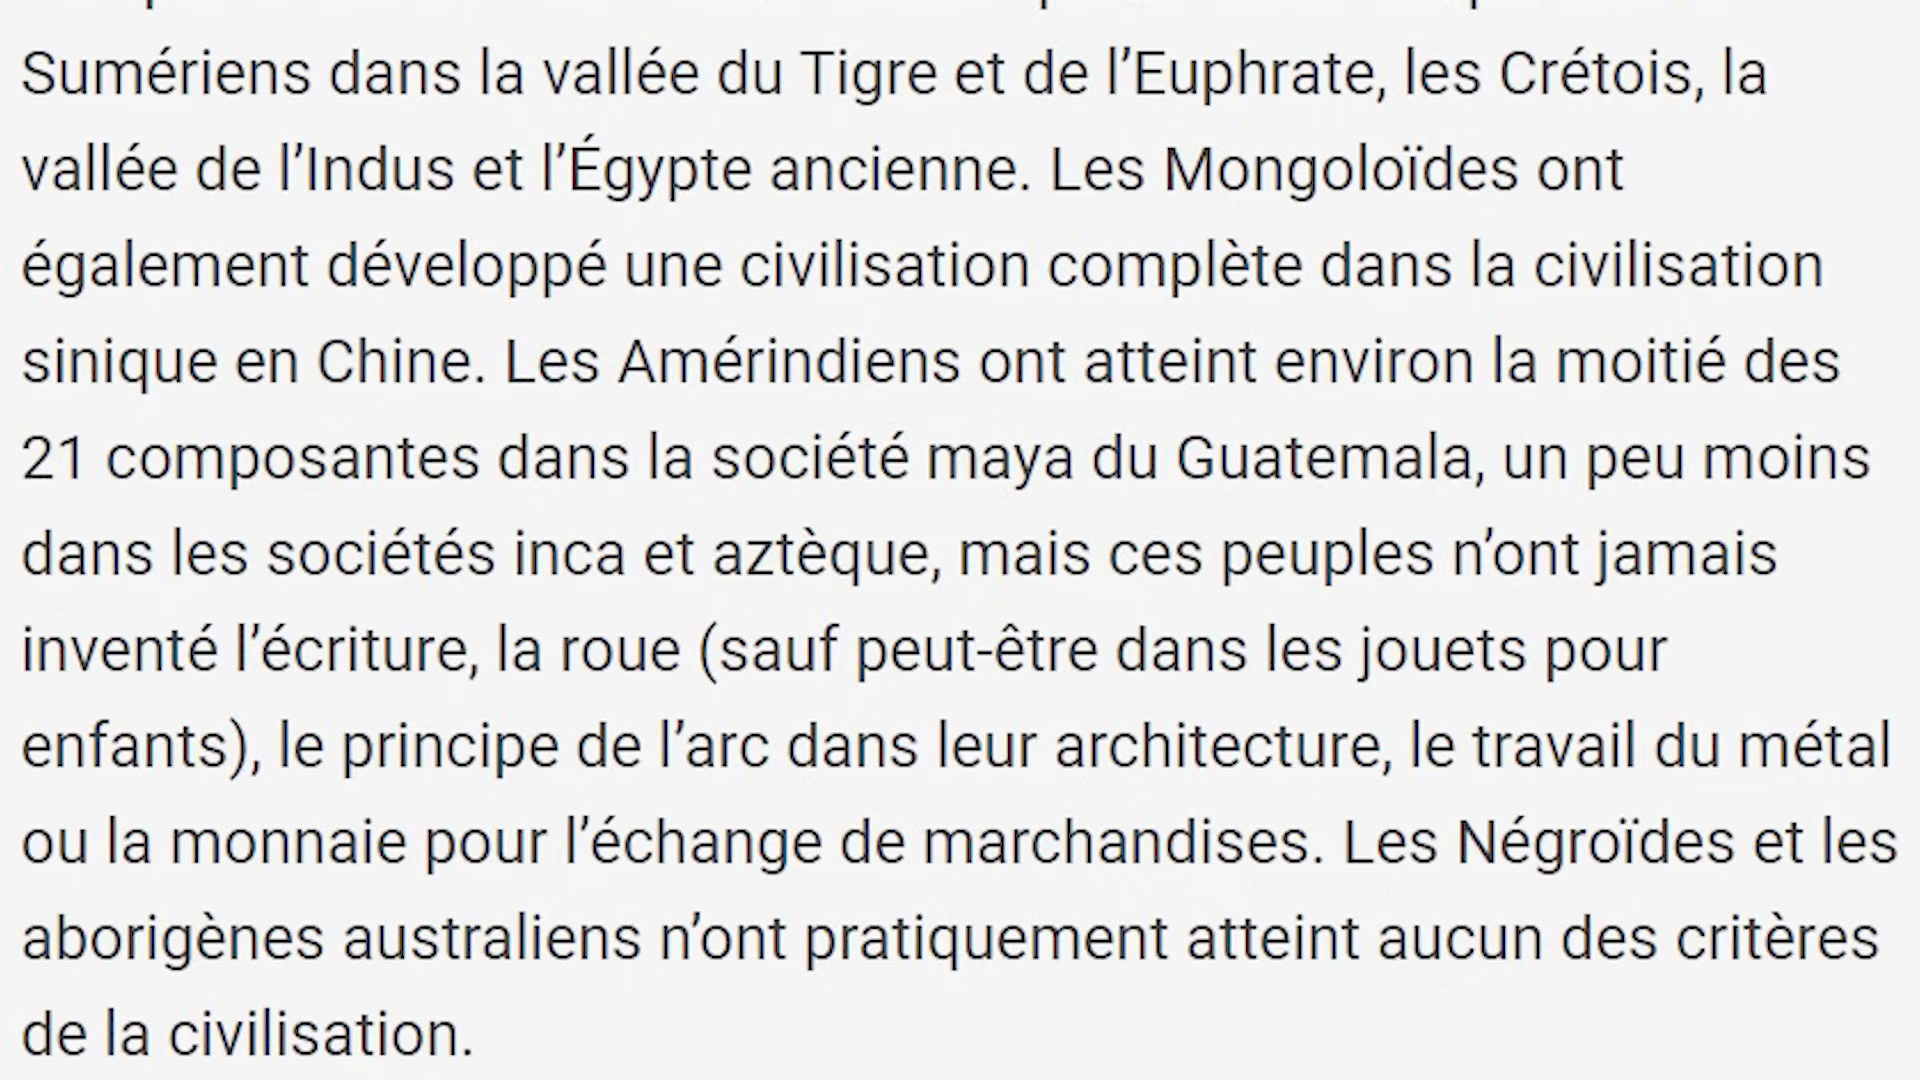 Sumériens dans la vallée du Tigre et de l’Euphrate, les Crétois, la
vallée de l’Indus et l’Égypte ancienne. Les Mongoloïdes ont
également développé une civilisation complète dans la civilisation
sinique en Chine. Les Amérindiens ont atteint environ la moitié des
21 composantes dans la société maya du Guatemala, un peu moins
dans les sociétés inca et aztèque, mais ces peuples n’ont jamais
inventé l’écriture, la roue (sauf peut-être dans les jouets pour
enfants), le principe de l’arc dans leur architecture, le travail du métal
ou la monnaie pour l’échange de marchandises. Les Négroïdes et les
aborigènes australiens n’ont pratiquement atteint aucun des critères
de la civilisation.